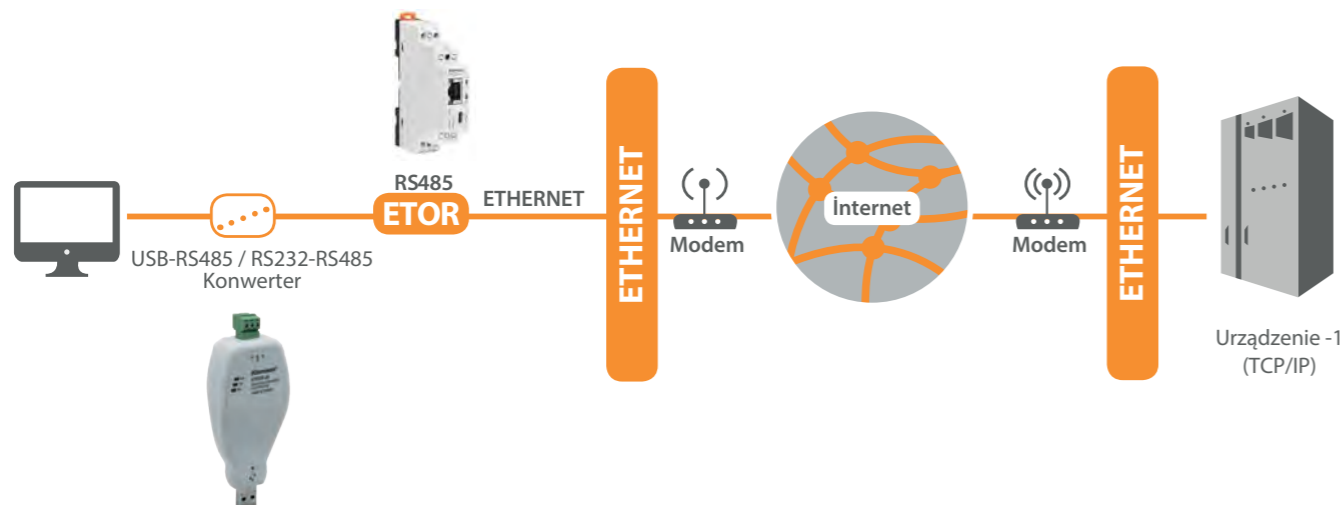 RS485
ETOR
ETHERNET
USB-RS485 / RS232-RS485
Konwerter
ETHERNET
Modem
İnternet
Modem
ETHERNET
Urządzenie -1
(TCP/IP)